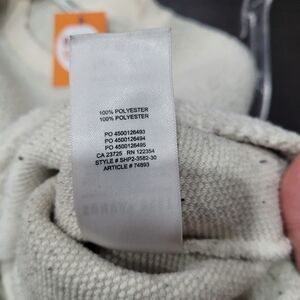 100% POLYESTER
100% POLYESTER
PO 4500126493
PO 4500126494
PO 4500126495
CA 23725 RN 122354
STYLE # SHP2-3582-30
ARTICLE # 74893